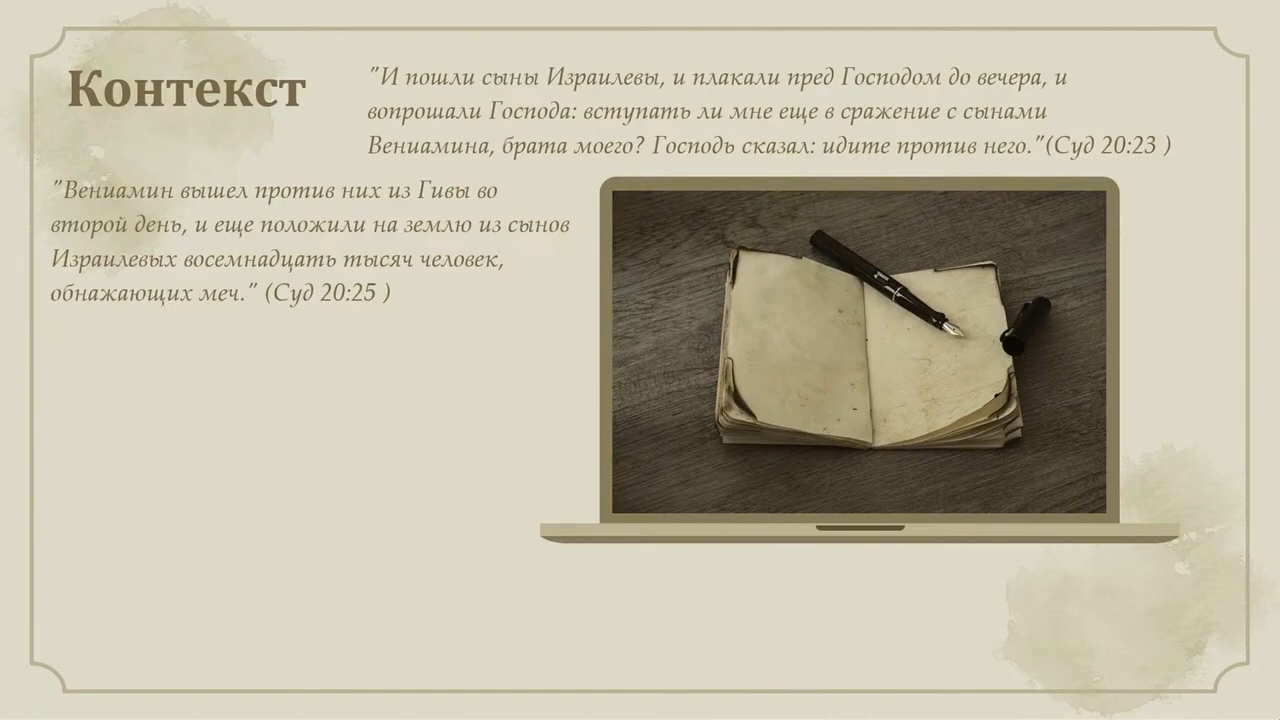 Контекст
"И пошли сыны Израилевы, и плакали пред Господом до вечера, и
вопрошали Господа: вступать ли мне еще в сражение с сынами
Вениамина, брата моего? Господь сказал: идите против него."(Суд 20:23 )
"Вениамин вышел против них из Гивы во
второй день, и еще положили на землю из сынов
Израилевых восемнадцать тысяч человек,
обнажающих меч." (Суд 20:25 )